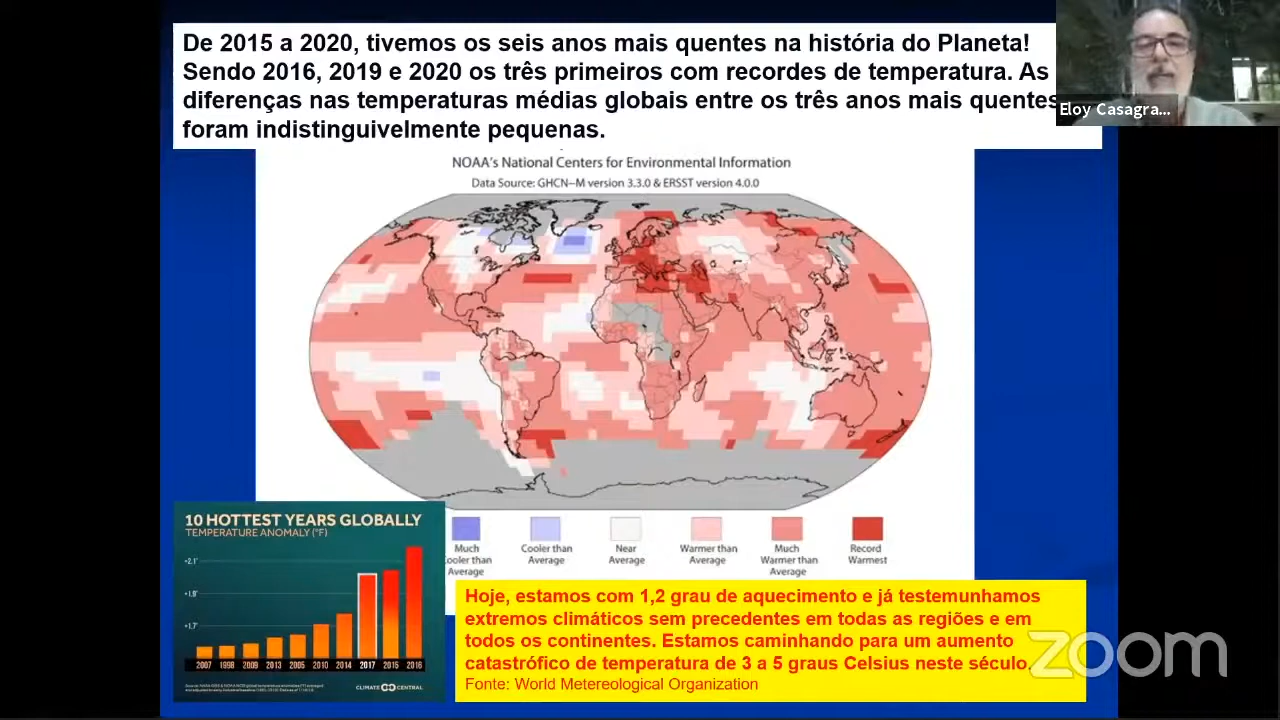 De 2015 a 2020, tivemos os seis anos mais quentes na história do Planeta!
Sendo 2016, 2019 e 2020 os três primeiros com recordes de temperatura. As
diferenças nas temperaturas médias globais entre os três anos mais quentes
foram indistinguivelmente pequenas.
Eloy Casagra...
NOAA's National Centers for Environmental Information
Data Source: GHCN–M version 3.3.0 & ERSST version 4.0.0
Much
Cooler than
Average
Cooler than
Average
Near
Average
Warmer than
Average
Much
Warmer than
Average
Record
Warmest
10 HOTTEST YEARS GLOBALLY
TEMPERATURE ANOMALY (°F)
+2.1°
+1.9°
+1.7°
2007 1998 2009 2013 2005 2010 2014 2017 2015 2016
CLIMATE CENTRAL
Hoje, estamos com 1,2 grau de aquecimento e já testemunhamos
extremos climáticos sem precedentes em todas as regiões e em
todos os continentes. Estamos caminhando para um aumento
catastrófico de temperatura de 3 a 5 graus Celsius neste século.
Fonte: World Metereological Organization
zoom